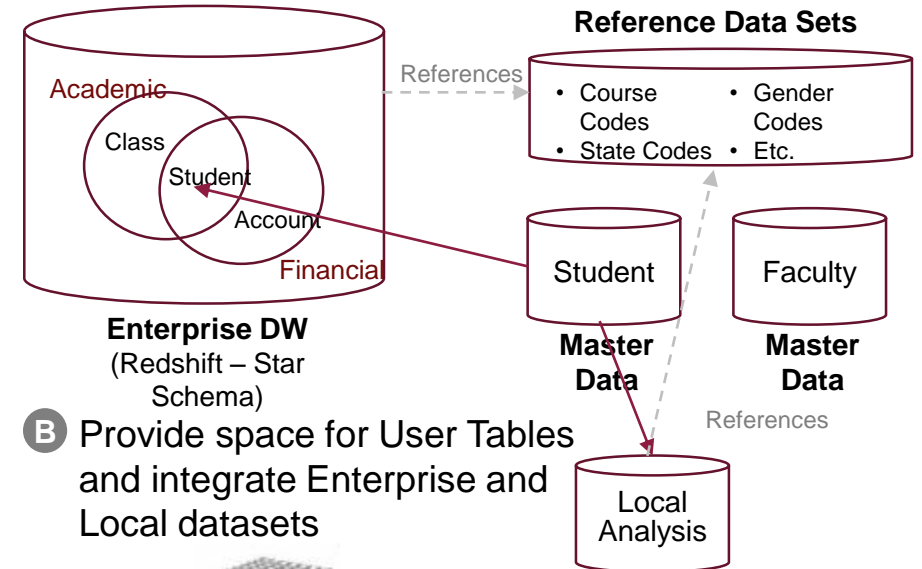 Reference Data Sets
References
• Course Codes
• State Codes
• Gender Codes
• Etc.
Academic
Class
Student
Account
Financial
Enterprise DW
(Redshift – Star
Schema)
Student
Master
Data
Faculty
Master
Data
References
B Provide space for User Tables
and integrate Enterprise and
Local datasets
Local
Analysis